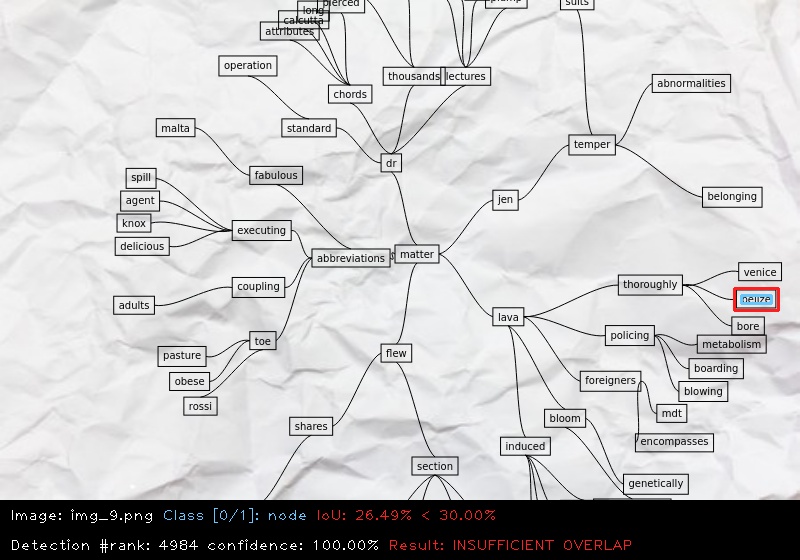 pierced
plump
suits
long
calcutta
attributes
operation
thousands
lectures
abnormalities
chords
malta
standard
temper
dr
spill
fabulous
agent
jen
belonging
knox
executing
delicious
abbreviations
matter
venice
coupling
thoroughly
adults
lava
bore
toe
policing
metabolism
pasture
flew
boarding
obese
foreigners
blowing
rossi
mdt
shares
bloom
induced
encompasses
section
genetically
Image: img_9.png Class [0/1]: node IoU: 26.49% < 30.00%
Detection #rank: 4984 confidence: 100.00% Result: INSUFFICIENT OVERLAP